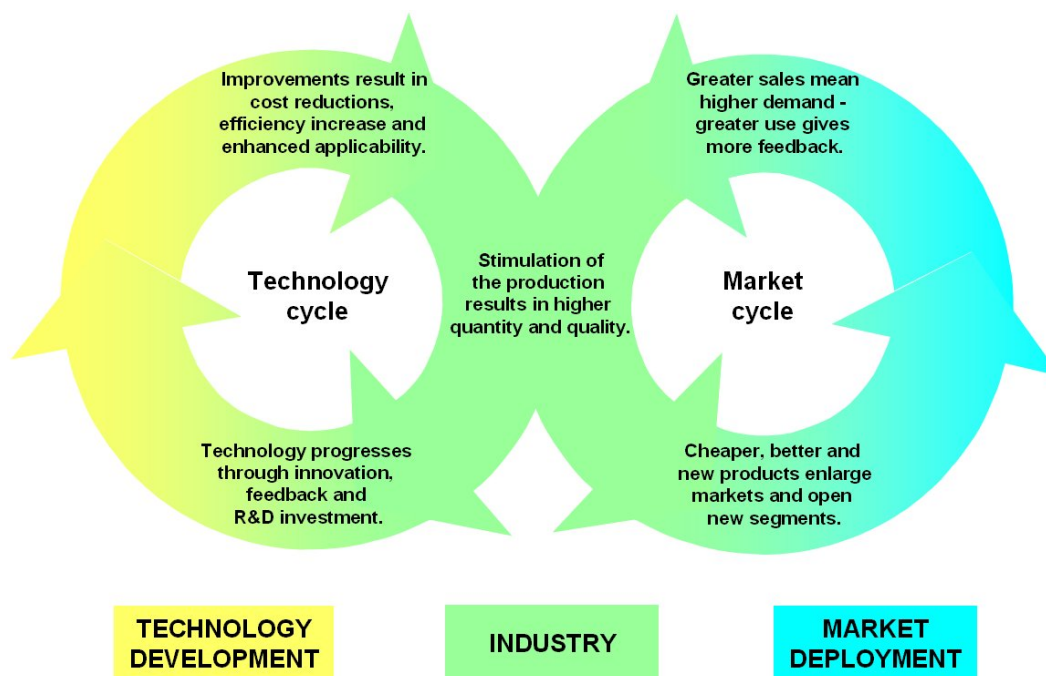 Improvements result in
cost reductions,
efficiency increase and
enhanced applicability.
Greater sales mean
higher demand -
greater use gives
more feedback.
Technology
cycle
Stimulation of
the production
results in higher
quantity and quality.
Market
cycle
Technology progresses
through innovation,
feedback and
R&D investment.
Cheaper, better and
new products enlarge
markets and open
new segments.
TECHNOLOGY
DEVELOPMENT
INDUSTRY
MARKET
DEPLOYMENT